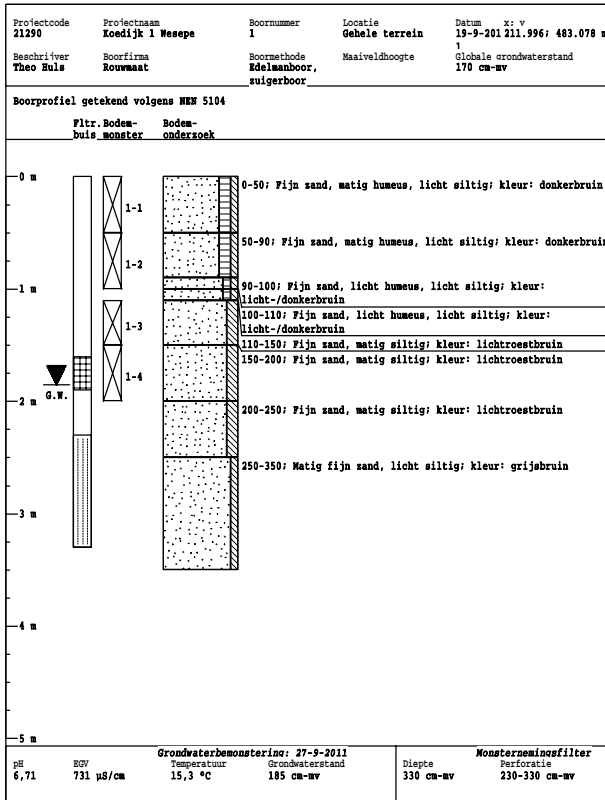 Projectcode Projectnaam Boornummer Locatie Datum x: y
21290 Koedijk 1 Wesepe 1 Gehele terrein 19-9-201 211.996; 483.078 m
1
Beschrijver Boorfirma Boormethode Maaiveldhoogte Globale grondwaterstand
Theo Huls Rouwmaat Edelmanboor, 170 cm-mv
zuigerboor
Boorprofiel getekend volgens NEN 5104
Fltr. Bodem- Bodem-
buis monster onderzoek
0 m
0-50; Fijn zand, matig humeus, licht siltig; kleur: donkerbruin
1-1
50-90; Fijn zand, matig humeus, licht siltig; kleur: donkerbruin
1-2
1 m
90-100; Fijn zand, licht humeus, licht siltig; kleur:
licht-/donkerbruin
100-110; Fijn zand, licht humeus, licht siltig; kleur:
licht-/donkerbruin
1-3
110-150; Fijn zand, matig siltig; kleur: lichtroestbruin
150-200; Fijn zand, matig siltig; kleur: lichtroestbruin
1-4
G.W.
2 m
200-250; Fijn zand, matig siltig; kleur: lichtroestbruin
250-350; Matig fijn zand, licht siltig; kleur: grijsbruin
3 m
4 m
5 m
Grondwaterbemonstering: 27-9-2011 Monsternemingsfilter
pH EGV Temperatuur Grondwaterstand Diepte Perforatie
6,71 731 µS/cm 15,3 °C 185 cm-mv 330 cm-mv 230-330 cm-mv